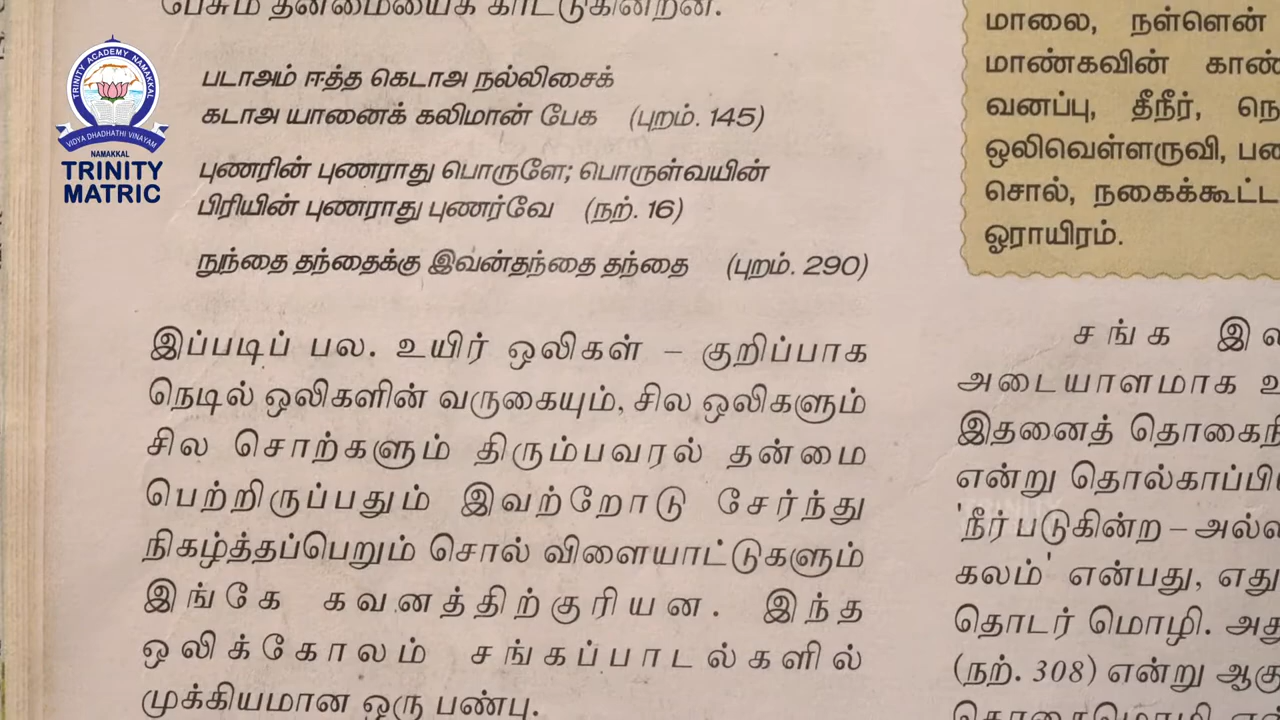 பேசும் தன்மையைக் காட்டுகின்றன.
படாஅம் ஈத்த கெடாஅ நல்லிசைக்
கடாஅ யானைக் கலிமான் பேக (புறம். 145)
புணரின் புணராது பொருளே; பொருள்வயின்
பிரியின் புணராது புணர்வே (நற். 16)
நுந்தை தந்தைக்கு இவன்தந்தை தந்தை (புறம். 290)
இப்படிப் பல. உயிர் ஒலிகள் – குறிப்பாக
நெடில் ஒலிகளின் வருகையும், சில ஒலிகளும்
சில சொற்களும் திரும்பவரல் தன்மை
பெற்றிருப்பதும் இவற்றோடு சேர்ந்து
நிகழ்த்தப்பெறும் சொல் விளையாட்டுகளும்
இங்கே கவனத்திற்குரியன. இந்த
ஒலிக்கோலம் சங்கப்பாடல்களில்
முக்கியமான ஒரு பண்பு.
மாலை, நள்ளென்
மாண்கவின் காண்
வனப்பு, தீநீர், நெ
ஒலிவெள்ளருவி,
சொல், நகைக்கூட்ட
ஓராயிரம்.
சங்க இ
அடையாளமாக உ
இதனைத் தொகைநி
என்று தொல்காப்பி
'நீர் படுகின்ற – அல்ல
கலம்' என்பது, எது
தொடர் மொழி. அது
(நற். 308) என்று ஆகு
TRINITY ACADEMY NAMAKKAL
VIDYA DHADHATHI VINAYAM
NAMAKKAL
TRINITY
MATRIC